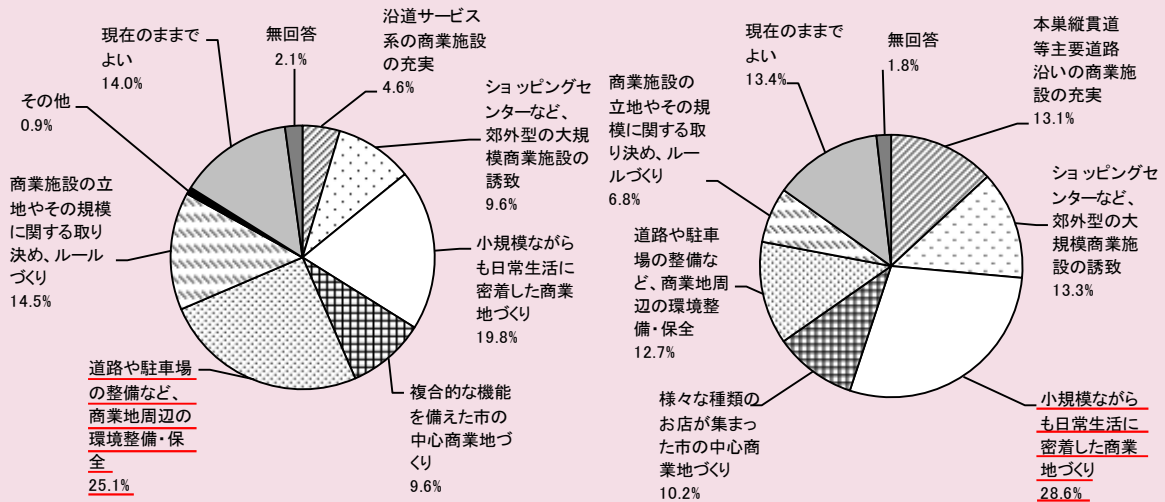 沿道サービス
系の商業施設
の充実
4.6%
ショッピングセ
ンターなど、
郊外型の大規
模商業施設の
誘致
9.6%
小規模ながら
も日常生活に
密着した商業
地づくり
19.8%
複合的な機能
を備えた市の
中心商業地づ
くり
9.6%
道路や駐車場
の整備など、
商業地周辺の
環境整備・保
全
25.1%
商業施設の立
地やその規模
に関する取り
決め、ルール
づくり
14.5%
その他
0.9%
現在のままで
よい
14.0%
無回答
2.1%
本巣縦貫道
等主要道路
沿いの商業施
設の充実
13.1%
ショッピングセ
ンターなど、
郊外型の大
規模商業施
設の誘致
13.3%
小規模ながら
も日常生活に
密着した商業
地づくり
28.6%
様々な種類の
お店が集まっ
た市の中心商
業地づくり
10.2%
道路や駐車
場の整備な
ど、商業地周
辺の環境整
備・保全
12.7%
商業施設の
立地やその規
模に関する取
り決め、ルー
ルづくり
6.8%
現在のままで
よい
13.4%
無回答
1.8%